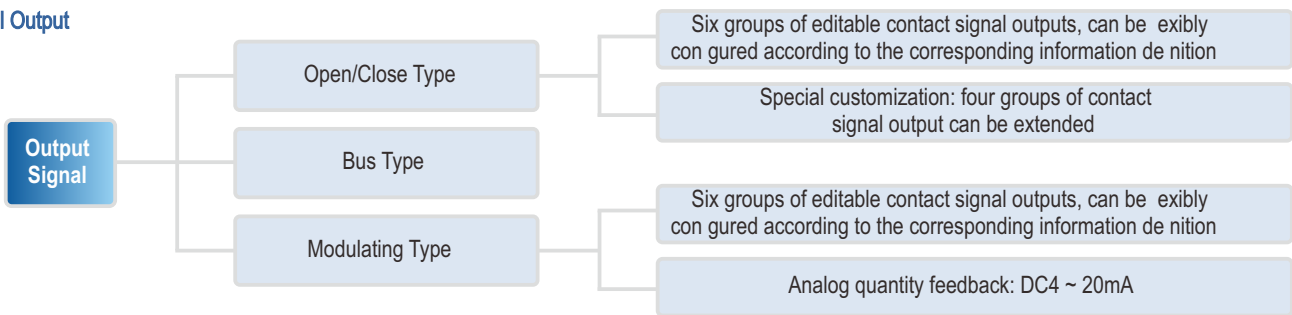 l Output
Six groups of editable contact signal outputs, can be exibly
con gured according to the corresponding information de nition
Open/Close Type
Special customization: four groups of contact
signal output can be extended
Output
Signal
Bus Type
Six groups of editable contact signal outputs, can be exibly
con gured according to the corresponding information de nition
Modulating Type
Analog quantity feedback: DC4 ~ 20mA